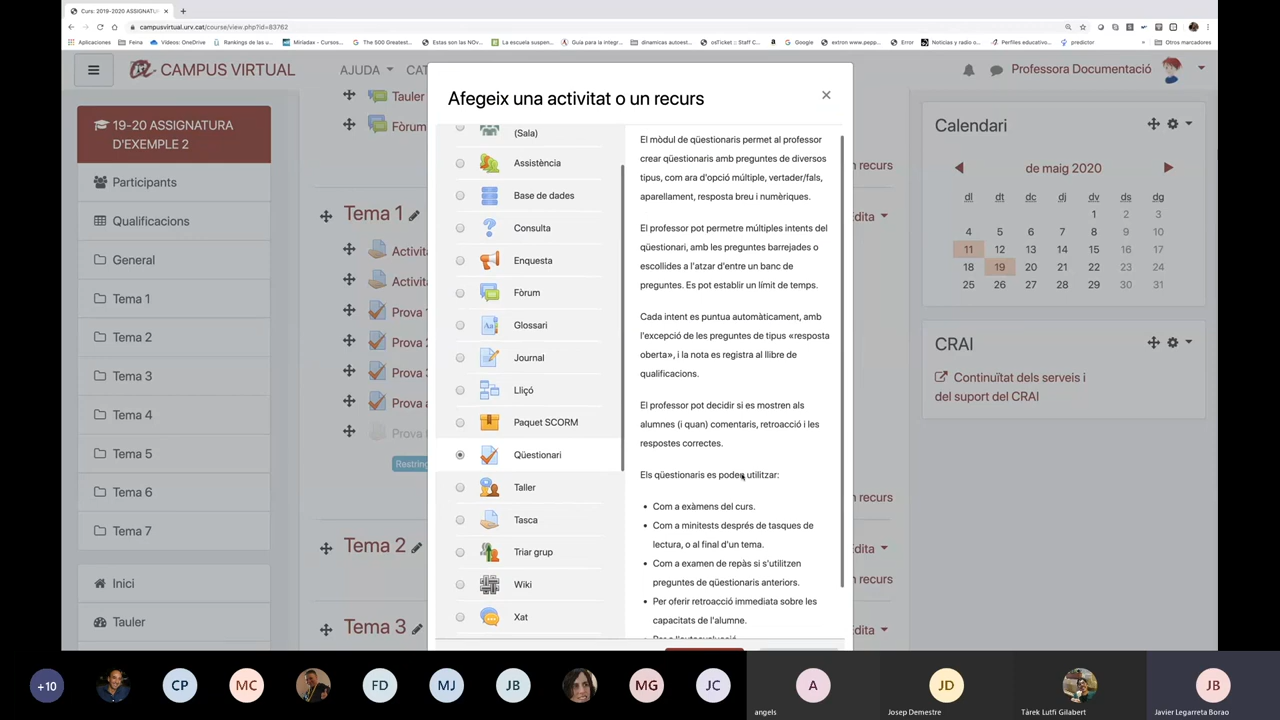 Curs: 2019-2020 ASSIGNATU
campusvirtual.urv.cat/course/view.php?id=83762
Aplicaciones
Feina
Vídeos: OneDrive
Rankings de las u...
Miríadax - Cursos...
The 500 Greatest...
Estas son las NOv...
La escuela suspen...
Guía para la integr...
dinamicas autoest...
osTicket :: Staff C...
Google
extron www.pepp...
Error
Noticias y radio o...
Perfiles educativo...
predictor
»
Otros marcadores
CAMPUS VIRTUAL
AJUDA
CAT
Professora Documentació
19-20 ASSIGNATURA
D'EXEMPLE 2
Participants
Qualificacions
General
Tema 1
Tema 2
Tema 3
Tema 4
Tema 5
Tema 6
Tema 7
Inici
Tauler
Tauler
Fòrum
Tema 1
Activita
Activita
Prova 1
Prova 2
Prova 3
Prova a
Prova
Restring
Tema 2
Tema 3
n recurs
Edita
n recurs
Edita
n recurs
Edita
Afegeix una activitat o un recurs
×
(Sala)
Assistència
Base de dades
Consulta
Enquesta
Fòrum
Glossari
Journal
Lliçó
Paquet SCORM
Qüestionari
Taller
Tasca
Triar grup
Wiki
Xat
El mòdul de qüestionaris permet al professor
crear qüestionaris amb preguntes de diversos
tipus, com ara d'opció múltiple, vertader/fals,
aparellament, resposta breu i numèriques.
El professor pot permetre múltiples intents del
qüestionari, amb les preguntes barrejades o
escollides a l'atzar d'entre un banc de
preguntes. Es pot establir un límit de temps.
Cada intent es puntua automàticament, amb
l'excepció de les preguntes de tipus «resposta
oberta», i la nota es registra al llibre de
qualificacions.
El professor pot decidir si es mostren als
alumnes (i quan) comentaris, retroacció i les
respostes correctes.
Els qüestionaris es poden utilitzar:
• Com a exàmens del curs.
• Com a minitests després de tasques de
lectura, o al final d'un tema.
• Com a examen de repàs si s'utilitzen
preguntes de qüestionaris anteriors.
• Per oferir retroacció immediata sobre les
capacitats de l'alumne.
• Per a l'autoavaluació.
Calendari
de maig 2020
dl dt dc dj dv ds dg
1 2 3
4 5 6 7 8 9 10
11 12 13 14 15 16 17
18 19 20 21 22 23 24
25 26 27 28 29 30 31
CRAI
Continuïtat dels serveis i
del suport del CRAI
+10
CP
MC
FD
MJ
JB
MG
JC
A
angels
JD
Josep Demestre
Tàrek Lutfi Gilabert
JB
Javier Legarreta Borao